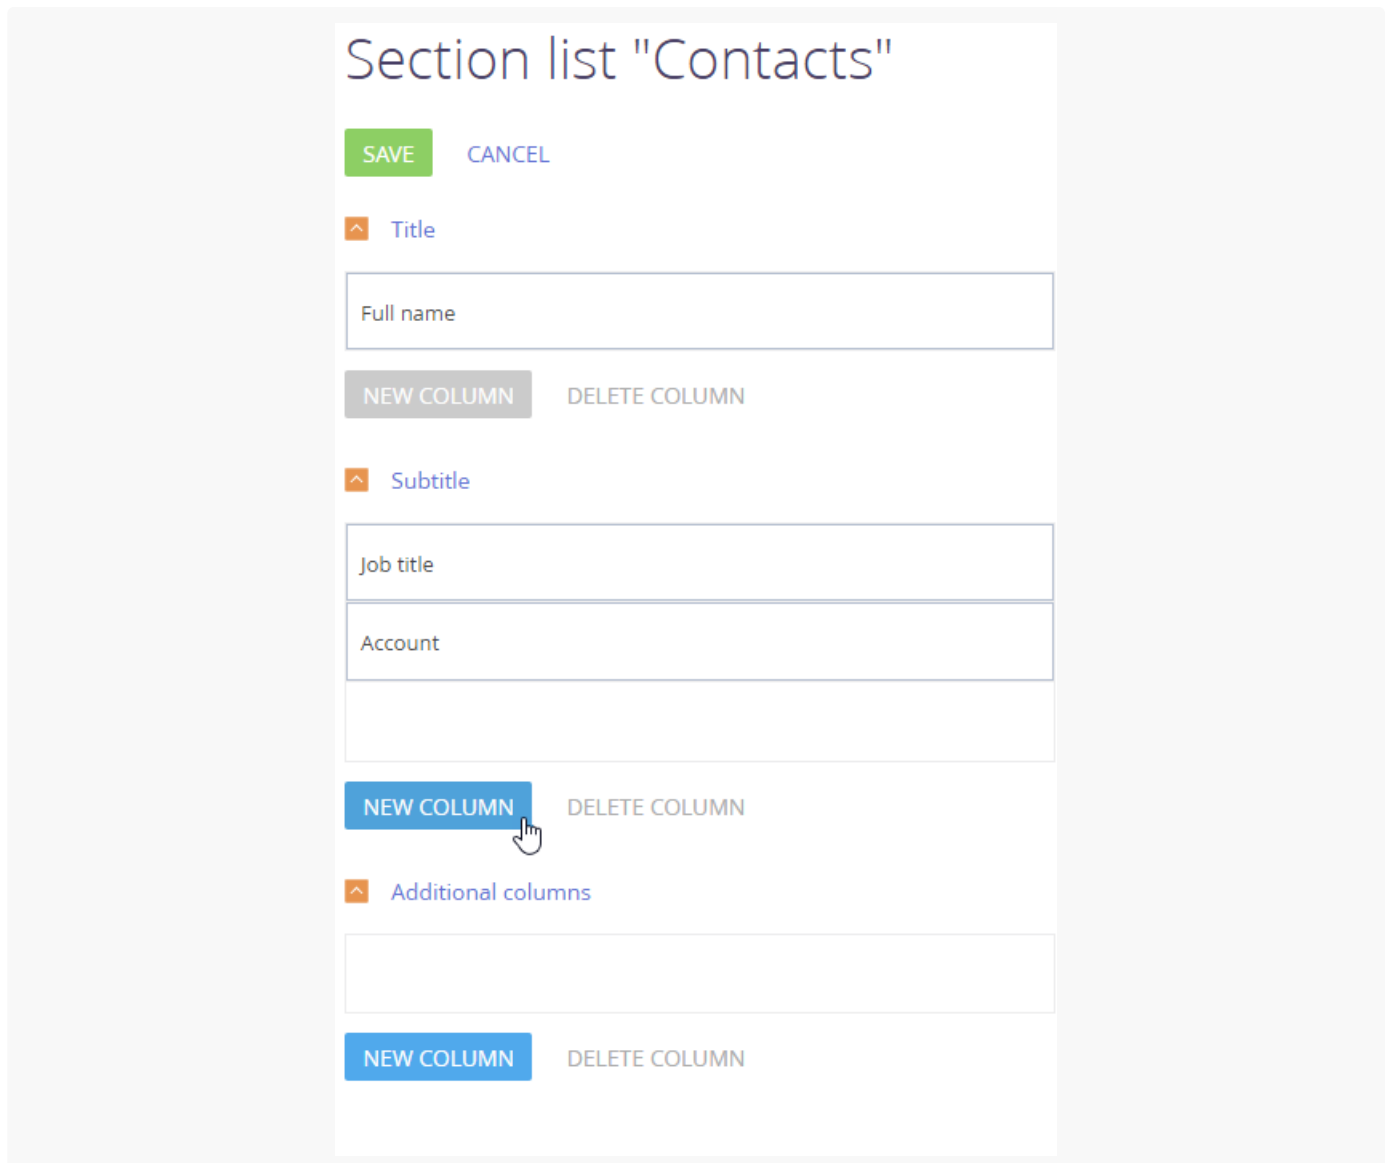 Section list "Contacts"
SAVE CANCEL
Title
Full name
NEW COLUMN DELETE COLUMN
Subtitle
Job title
Account
NEW COLUMN DELETE COLUMN
Additional columns
NEW COLUMN DELETE COLUMN